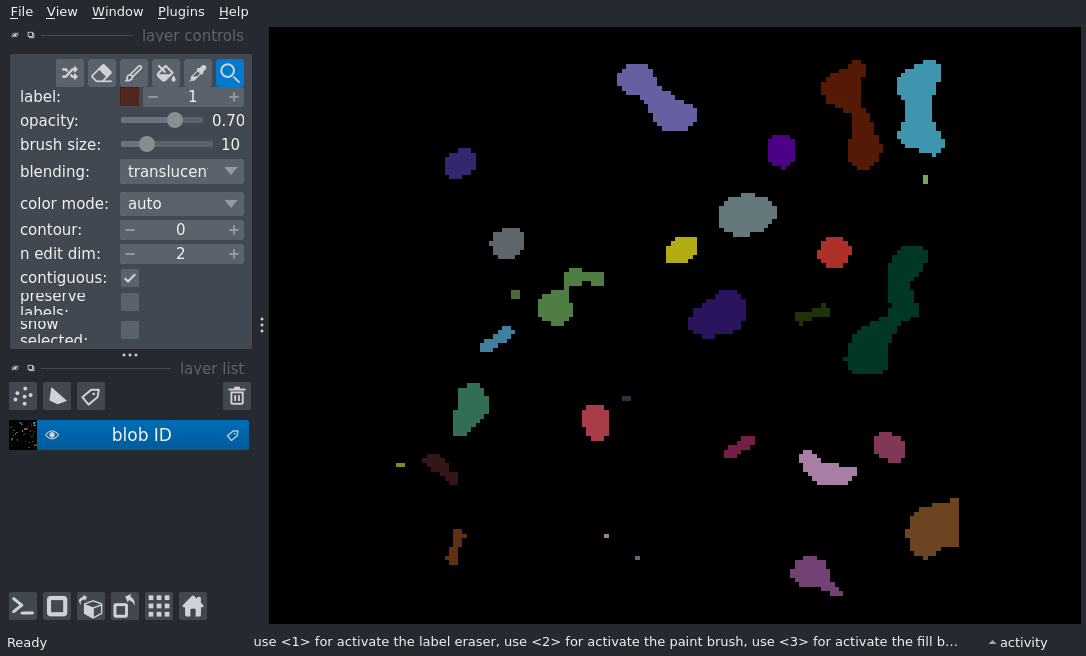 File View Window Plugins Help
layer controls
label: 1
opacity: 0.70
brush size: 10
blending: translucen
color mode: auto
contour: 0
n edit dim: 2
contiguous:
preserve
labels:
show
selected:
layer list
blob ID
Ready use <1> for activate the label eraser, use <2> for activate the paint brush, use <3> for activate the fill b... activity